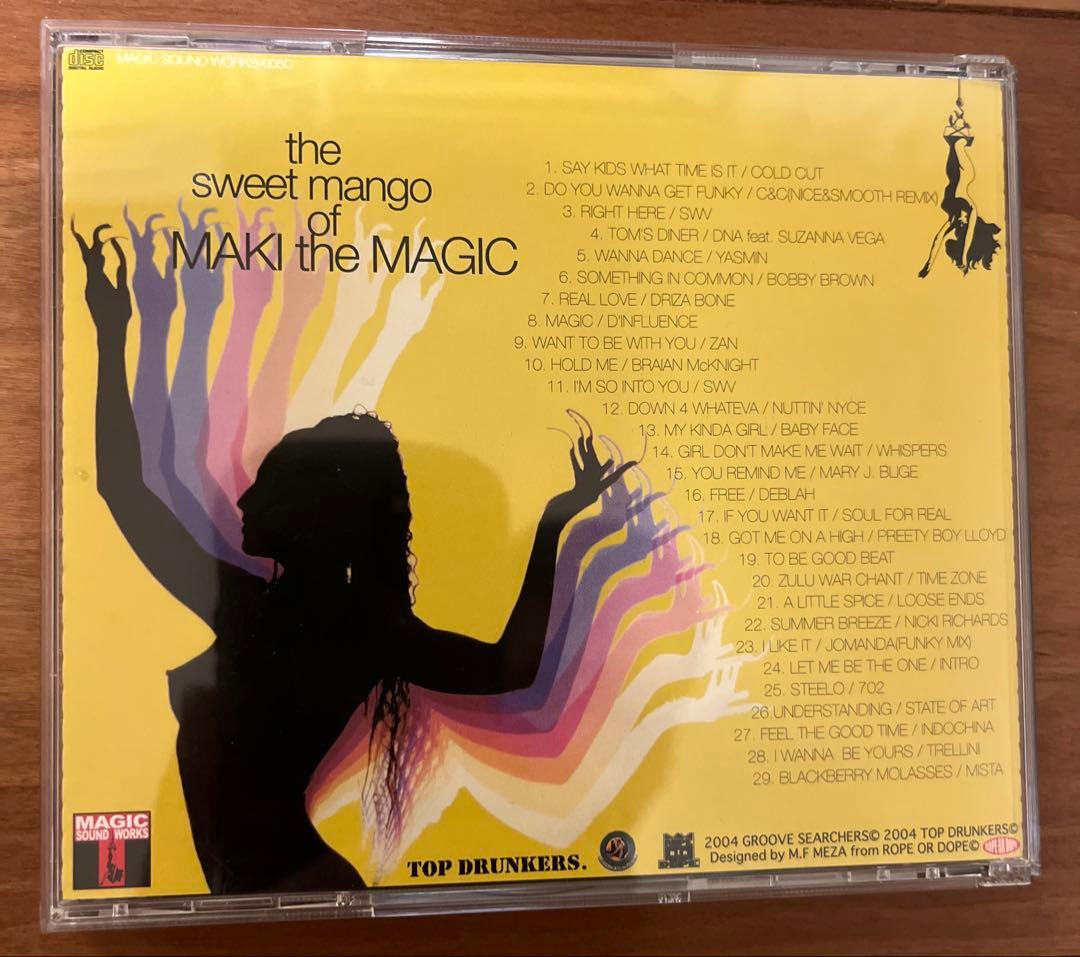 COMPACT
disc
DIGITAL AUDIO
MAGIC SOUND WORKS-005C
the
sweet mango
of
MAKI the MAGIC
1. SAY KIDS WHAT TIME IS IT / COLD CUT
2. DO YOU WANNA GET FUNKY / C&C(NICE&SMOOTH REMIX)
3. RIGHT HERE / SWV
4. TOM'S DINER / DNA feat. SUZANNA VEGA
5. WANNA DANCE / YASMIN
6. SOMETHING IN COMMON / BOBBY BROWN
7. REAL LOVE / DRIZA BONE
8. MAGIC / D'INFLUENCE
9. WANT TO BE WITH YOU / ZAN
10. HOLD ME / BRAIAN McKNIGHT
11. I'M SO INTO YOU / SWV
12. DOWN 4 WHATEVA / NUTTIN' NYCE
13. MY KINDA GIRL / BABY FACE
14. GIRL DON'T MAKE ME WAIT / WHISPERS
15. YOU REMIND ME / MARY J. BLIGE
16. FREE / DEBLAH
17. IF YOU WANT IT / SOUL FOR REAL
18. GOT ME ON A HIGH / PREETY BOY LLOYD
19. TO BE GOOD BEAT
20. ZULU WAR CHANT / TIME ZONE
21. A LITTLE SPICE / LOOSE ENDS
22. SUMMER BREEZE / NICKI RICHARDS
23. I LIKE IT / JOMANDA(FUNKY MIX)
24. LET ME BE THE ONE / INTRO
25. STEELO / 702
26.UNDERSTANDING / STATE OF ART
27. FEEL THE GOOD TIME / INDOCHINA
28. I WANNA BE YOURS / TRELLINI
29. BLACKBERRY MOLASSES / MISTA
MAGIC
SOUND WORKS
TOP DRUNKERS.
2004 GROOVE SEARCHERS© 2004 TOP DRUNKERS©
Designed by M.F MEZA from ROPE OR DOPE©
ROPE OR DOPE